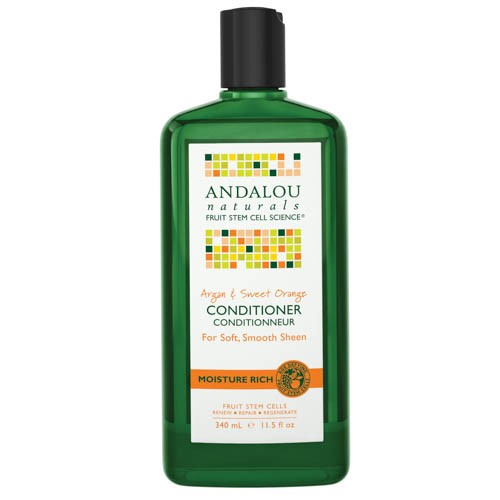 ANDALOU
naturals
FRUIT STEM CELL SCIENCE®
Argan & Sweet Orange
CONDITIONER
CONDITIONNEUR
For Soft, Smooth Sheen
MOISTURE RICH
FRUIT STEM CELLS
RENEW • REPAIR • REGENERATE
340 mL ℮ 11.5 fl oz